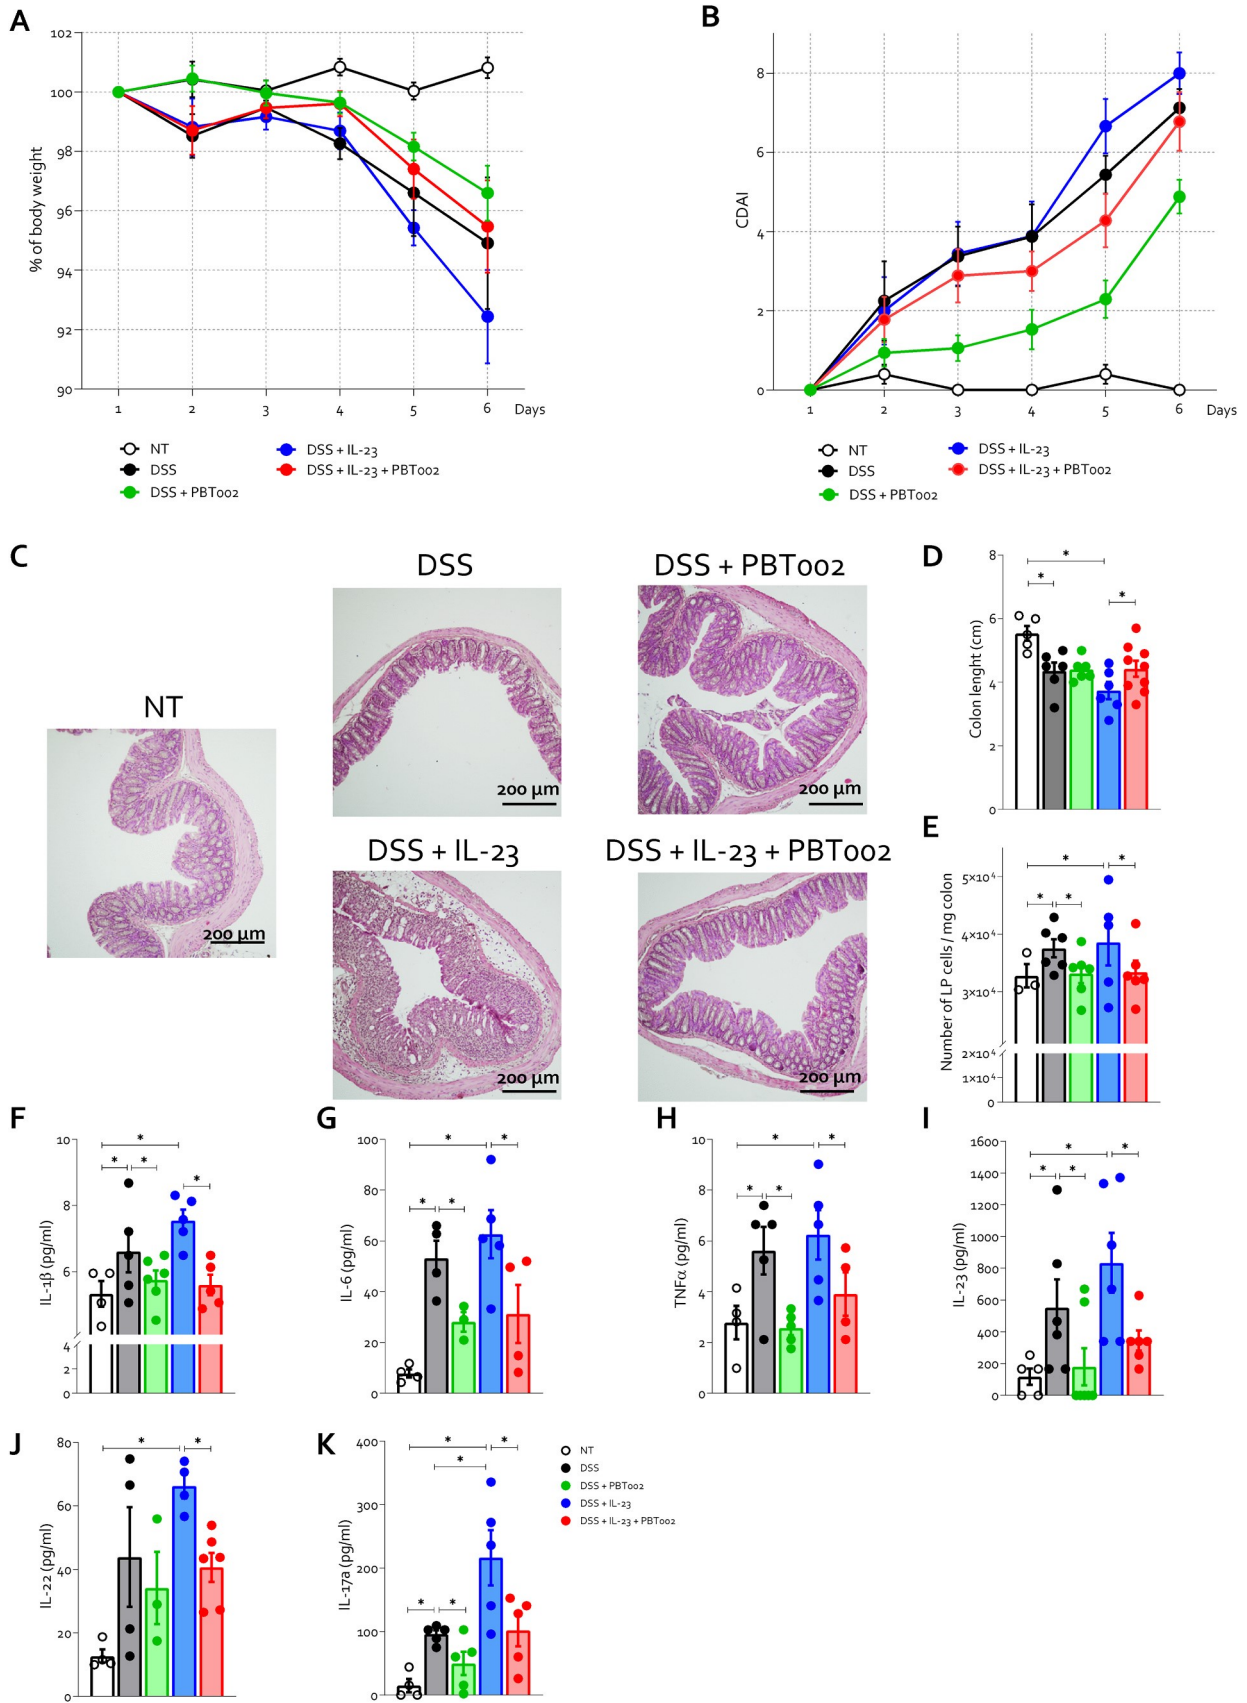 A
102
100
98
96
94
92
90
% of body weight
1 2 3 4 5 6 Days
NT
DSS
DSS + PBT002
DSS + IL-23
DSS + IL-23 + PBT002
B
8
6
4
2
0
CDAI
1 2 3 4 5 6 Days
NT
DSS
DSS + PBT002
DSS + IL-23
DSS + IL-23 + PBT002
C
NT
200 µm
DSS
200 µm
DSS + PBT002
200 µm
DSS + IL-23
200 µm
DSS + IL-23 + PBT002
200 µm
D
8
6
4
2
0
Colon lenght (cm)
* * *
E
5×10⁴
4×10⁴
3×10⁴
2×10⁴
1×10⁴
0
Number of LP cells / mg colon
* * * *
F
10
8
6
4
2
0
IL-1β (pg/ml)
* * * *
G
100
80
60
40
20
0
IL-6 (pg/ml)
* * * *
H
10
8
6
4
2
0
TNFα (pg/ml)
* * * *
I
1600
1400
1200
1000
800
600
400
200
0
IL-23 (pg/ml)
* * * *
J
80
60
40
20
0
IL-22 (pg/ml)
* *
K
400
300
200
100
0
IL-17a (pg/ml)
* * * * *
NT
DSS
DSS + PBT002
DSS + IL-23
DSS + IL-23 + PBT002